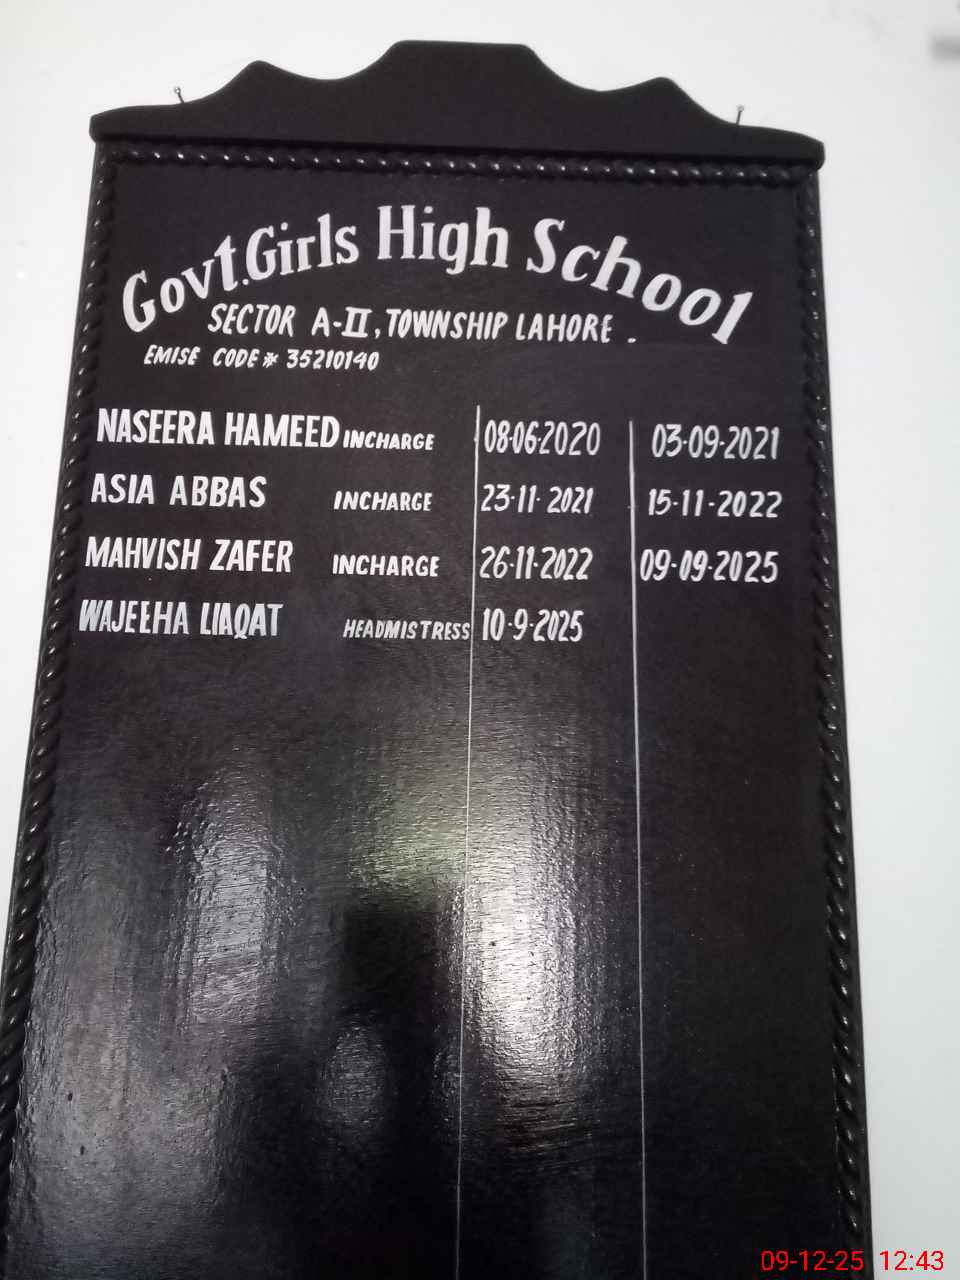 Govt. Girls High School
SECTOR A-II, TOWNSHIP LAHORE .
EMISE CODE # 35210140
NASEERA HAMEED INCHARGE 08-06-2020 03-09-2021
ASIA ABBAS INCHARGE 23-11-2021 15-11-2022
MAHVISH ZAFER INCHARGE 26-11-2022 09-09-2025
WAJEEHA LIAQAT HEADMISTRESS 10-9-2025
09-12-25 12:43